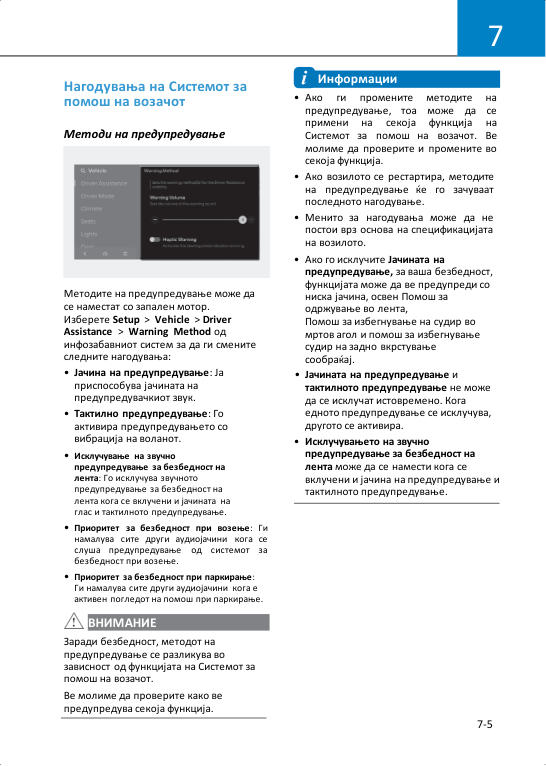 7
Нагодувања на Системот за
помош на возачот
Методи на предупредување
Vehicle
Driver Assistance
Driver Mode
Climate
Seats
Lights
Warning Method
Warning Volume
Haptic Warning
Методите на предупредување може да
се наместат со запален мотор.
Изберете Setup > Vehicle > Driver
Assistance > Warning Method од
инфозабавниот систем за да ги смените
следните нагодувања:
• Јачина на предупредување: Ја
приспособува јачината на
предупредувачкиот звук.
• Тактилно предупредување: Го
активира предупредувањето со
вибрација на воланот.
• Исклучување на звучно
предупредување за безбедност на
лента: Го исклучува звучното
предупредување за безбедност на
лента кога се вклучени и јачината на
глас и тактилното предупредување.
• Приоритет за безбедност при возење: Ги
намалува сите други аудиојачини кога се
слуша предупредување од системот за
безбедност при возење.
• Приоритет за безбедност при паркирање:
Ги намалува сите други аудиојачини кога е
активен погледот на помош при паркирање.
ВНИМАНИЕ
Заради безбедност, методот на
предупредување се разликува во
зависност од функцијата на Системот за
помош на возачот.
Ве молиме да проверите како ве
предупредува секоја функција.
i Информации
• Ако ги промените методите на
предупредување, тоа може да се
примени на секоја функција на
Системот за помош на возачот. Ве
молиме да проверите и промените во
секоја функција.
• Ако возилото се рестартира, методите
на предупредување ќе го зачуваат
последното нагодување.
• Менито за нагодувања може да не
постои врз основа на спецификацијата
на возилото.
• Ако го исклучите Јачината на
предупредување, за ваша безбедност,
функцијата може да ве предупреди со
ниска јачина, освен Помош за
одржување во лента,
Помош за избегнување на судир во
мртов агол и помош за избегнување
судир на задно вкрстување
сообраќај.
• Јачината на предупредување и
тактилното предупредување не може
да се исклучат истовремено. Кога
едното предупредување се исклучува,
другото се активира.
• Исклучувањето на звучно
предупредување за безбедност на
лента може да се намести кога се
вклучени и јачина на предупредување и
тактилното предупредување.
7-5